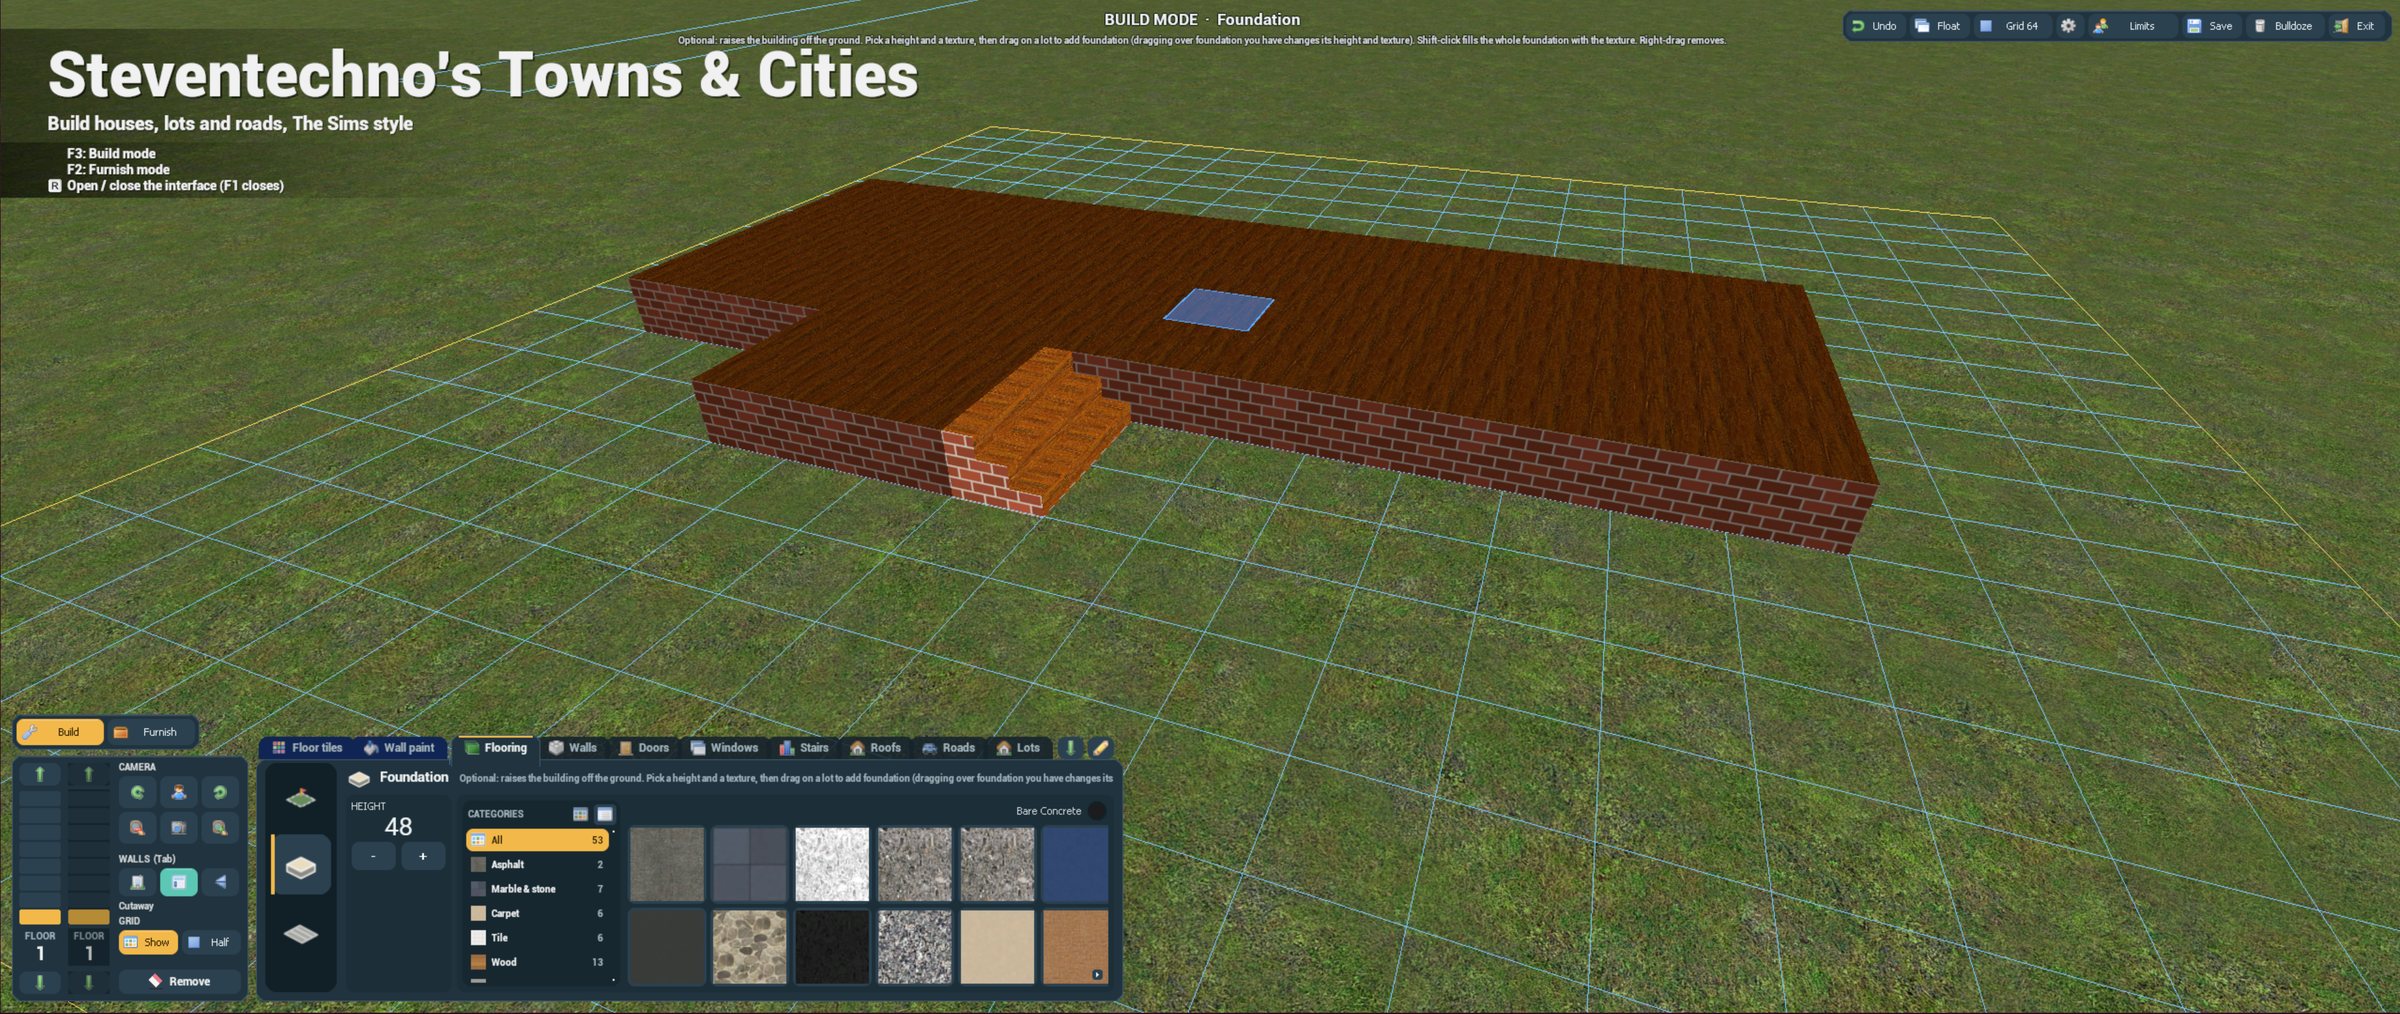 BUILD MODE · Foundation
Optional: raises the building off the ground. Pick a height and a texture, then drag on a lot to add foundation (dragging over foundation you have changes its height and texture). Shift-click fills the whole foundation with the texture. Right-drag removes.
Undo
Float
Grid 64
Limits
Save
Bulldoze
Exit
Steventechno's Towns & Cities
Build houses, lots and roads, The Sims style
F3: Build mode
F2: Furnish mode
R Open / close the interface (F1 closes)
Build
Furnish
CAMERA
WALLS (Tab)
Cutaway
GRID
FLOOR
1
FLOOR
1
Show
Half
Remove
Floor tiles
Wall paint
Flooring
Walls
Doors
Windows
Stairs
Roofs
Roads
Lots
Foundation
Optional: raises the building off the ground. Pick a height and a texture, then drag on a lot to add foundation (dragging over foundation you have changes its
HEIGHT
48
-
+
CATEGORIES
All 53
Asphalt 2
Marble & stone 7
Carpet 6
Tile 6
Wood 13
Bare Concrete